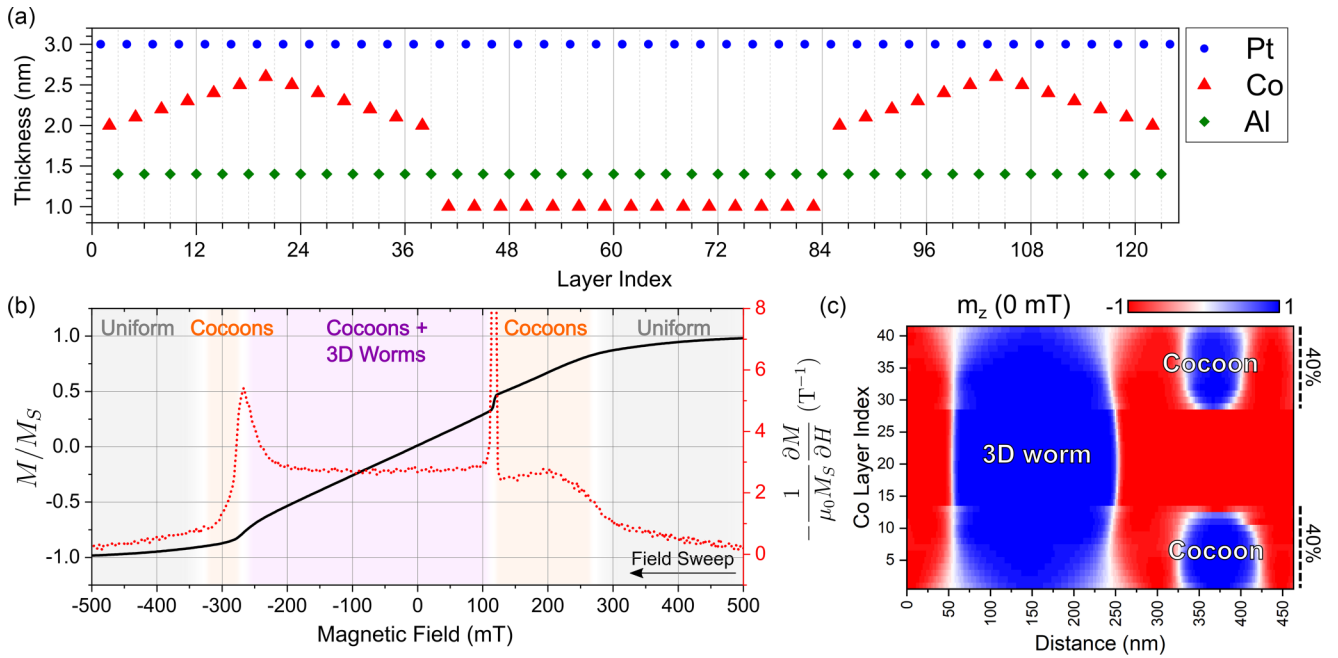 (a)
Thickness (nm)
3.0
2.5
2.0
1.5
1.0
0 12 24 36 48 60 72 84 96 108 120
Layer Index
Pt
Co
Al
(b)
Uniform Cocoons Cocoons + Cocoons Uniform
3D Worms
M/M_S
1.0
0.5
0.0
-0.5
-1.0
8
7
6
5
4
3
2
1
0
Field Sweep
-500 -400 -300 -200 -100 0 100 200 300 400 500
Magnetic Field (mT)
− 1/(μ₀M_S) ∂M/∂H (T⁻¹)
(c)
m_z (0 mT) -1 1
Co Layer Index
40
35
30
25
20
15
10
5
Cocoon
3D worm
Cocoon
40%
40%
0 50 100 150 200 250 300 350 400 450
Distance (nm)